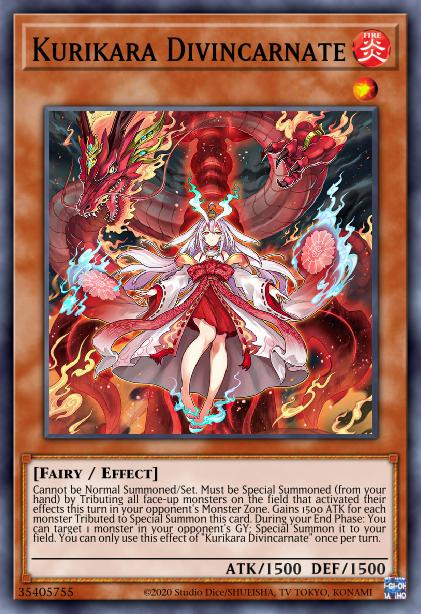 KURIKARA DIVINCARNATE
FIRE
炎
[FAIRY / EFFECT]
Cannot be Normal Summoned/Set. Must be Special Summoned (from your
hand) by Tributing all face-up monsters on the field that activated their
effects this turn in your opponent's Monster Zone. Gains 1500 ATK for each
monster Tributed to Special Summon this card. During your End Phase: You
can target 1 monster in your opponent's GY; Special Summon it to your
field. You can only use this effect of "Kurikara Divincarnate" once per turn.
ATK/1500 DEF/1500
35405755
©2020 Studio Dice/SHUEISHA, TV TOKYO, KONAMI